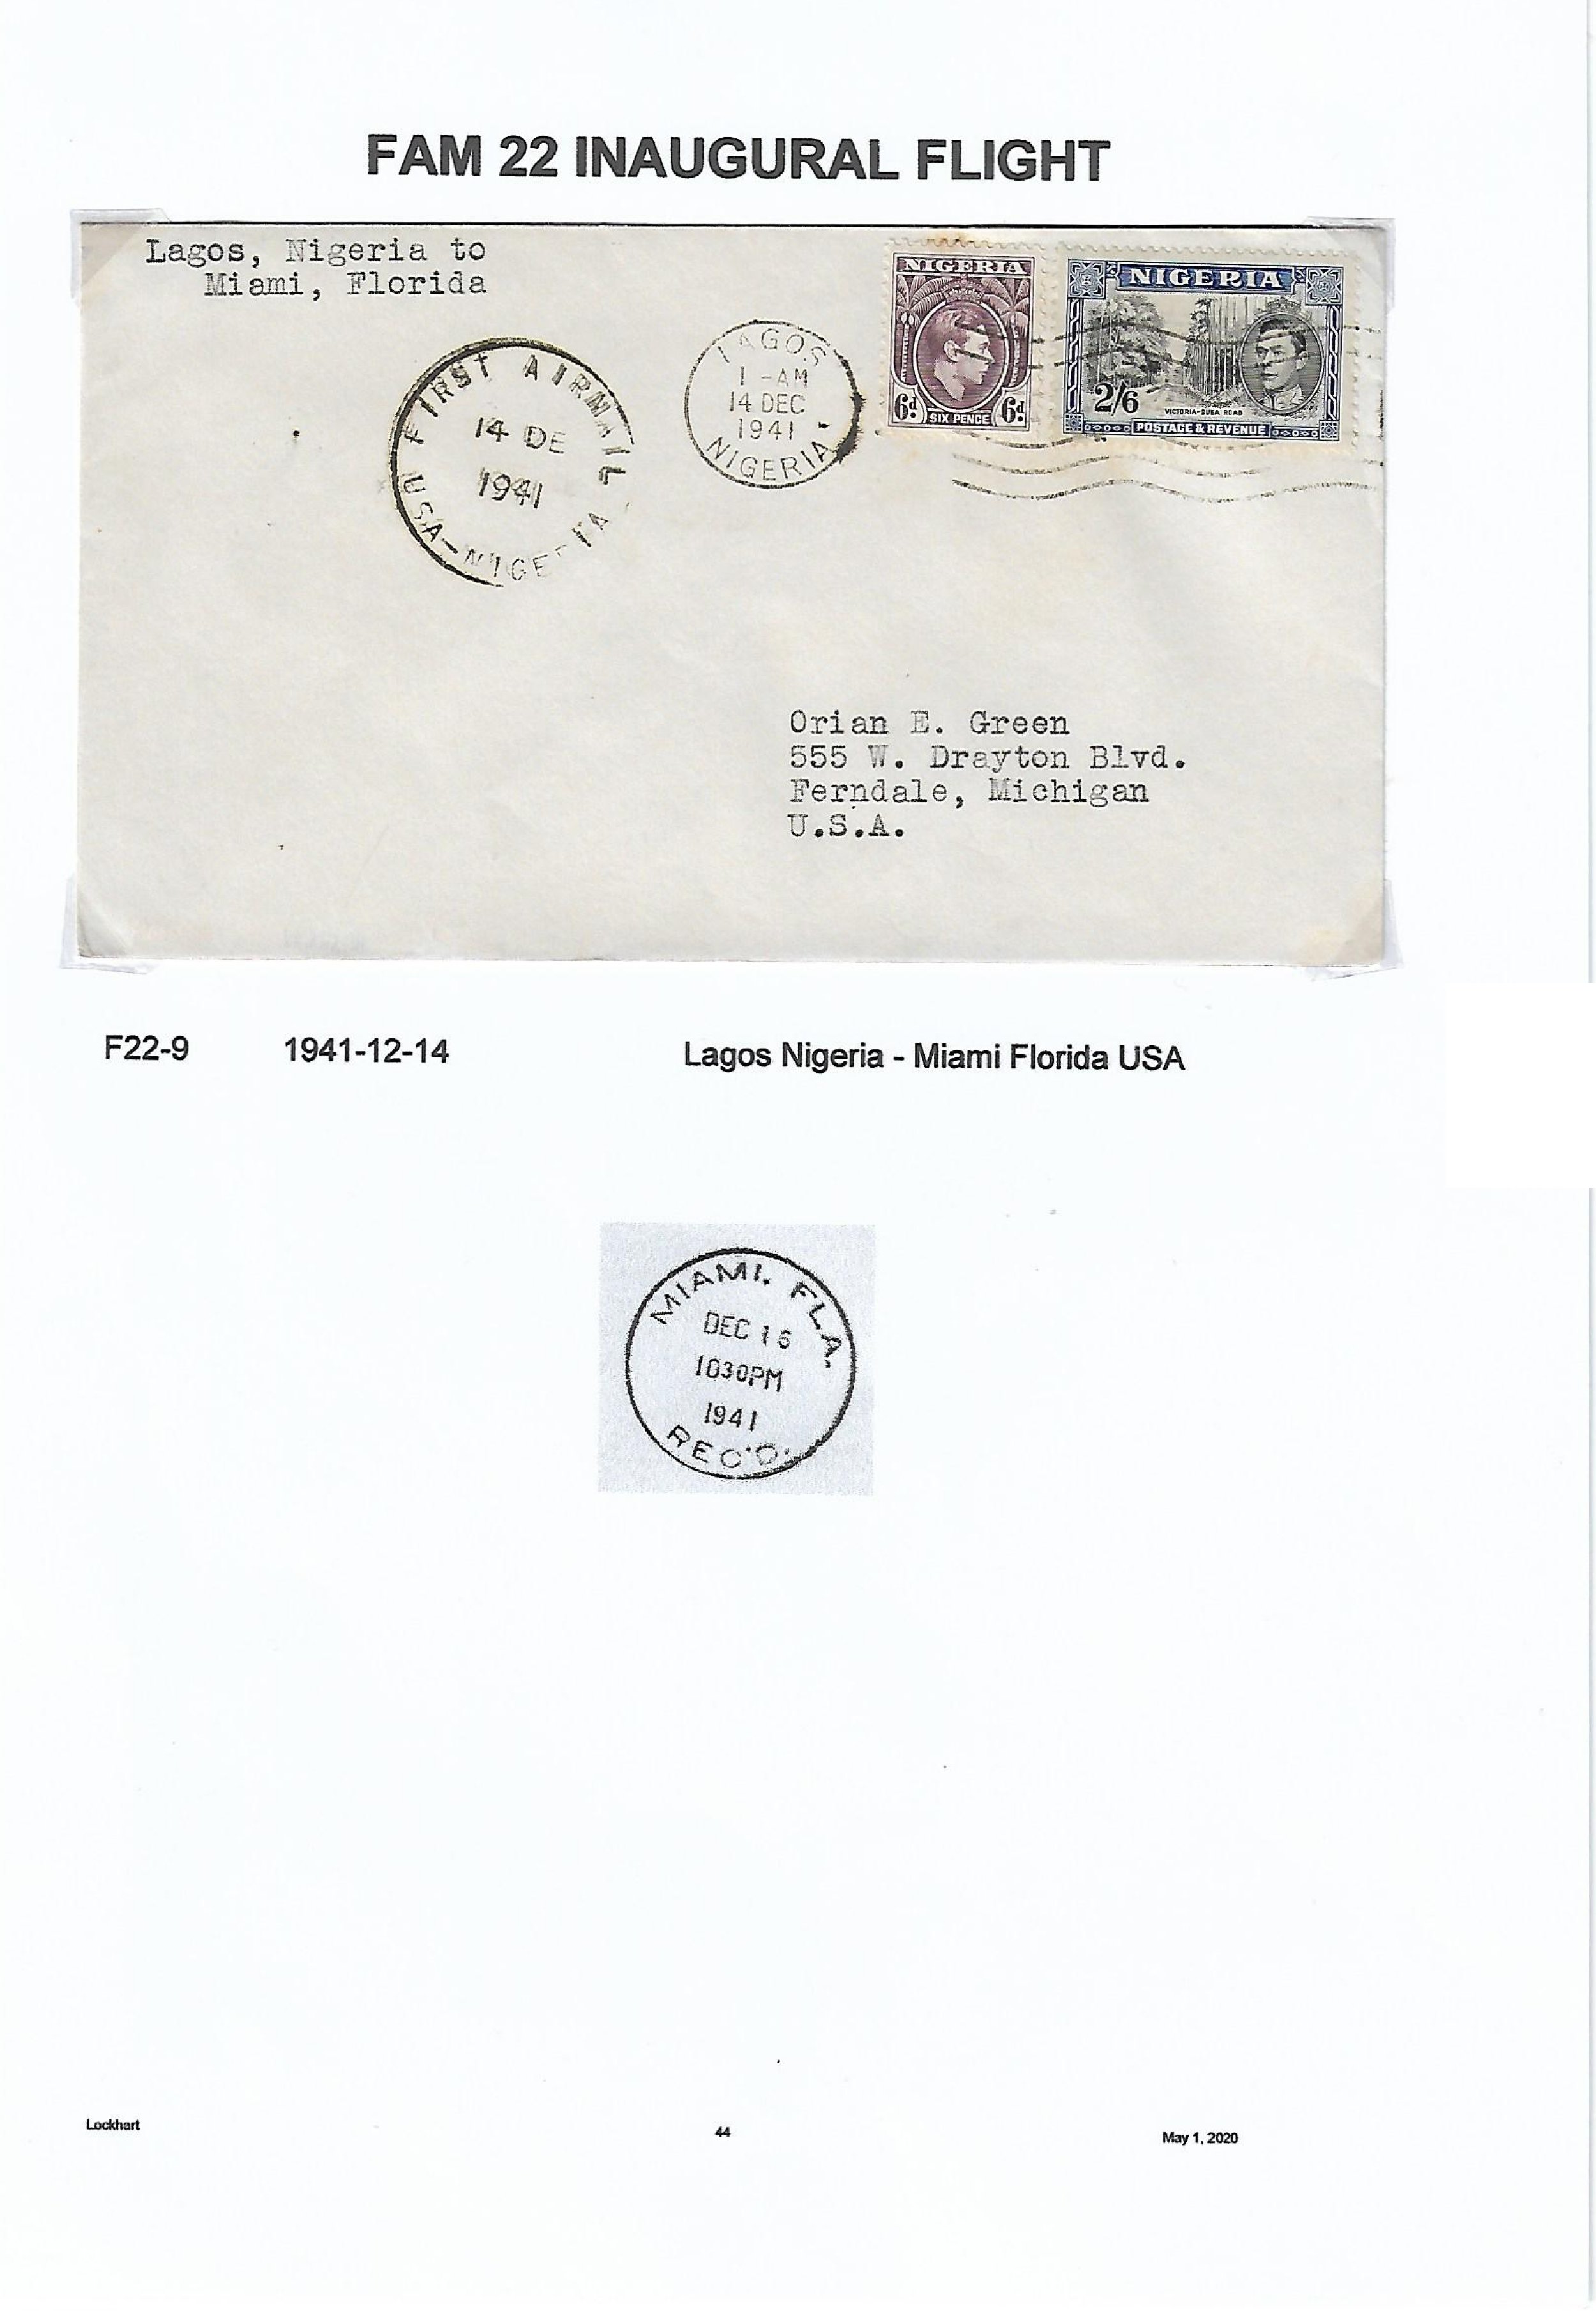 FAM 22 INAUGURAL FLIGHT
Lagos, Nigeria to
Miami, Florida
FIRST AIRMAIL
14 DE
1941
USA-NIGERIA
LAGOS
1 -AM
14 DEC
1941
NIGERIA
NIGERIA
6d SIX PENCE 6d
NIGERIA
2/6
VICTORIA-BUEA ROAD
POSTAGE & REVENUE
Orian E. Green
555 W. Drayton Blvd.
Ferndale, Michigan
U.S.A.
F22-9 1941-12-14 Lagos Nigeria - Miami Florida USA
MIAMI. FLA.
DEC 16
1030PM
1941
REC'D.
Lockhart 44 May 1, 2020